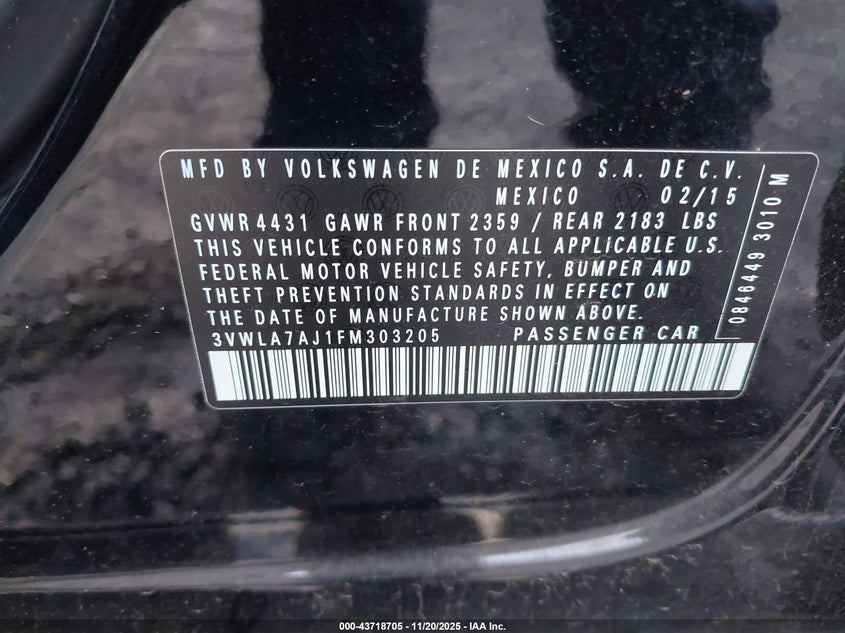 MFD BY VOLKSWAGEN DE MEXICO S.A. DE C.V.
MEXICO 02/15
GVWR 4431 GAWR FRONT 2359 / REAR 2183 LBS
THIS VEHICLE CONFORMS TO ALL APPLICABLE U.S.
FEDERAL MOTOR VEHICLE SAFETY, BUMPER AND
THEFT PREVENTION STANDARDS IN EFFECT ON
THE DATE OF MANUFACTURE SHOWN ABOVE.
3VWLA7AJ1FM303205 PASSENGER CAR
0846449 3010 M
000-43718705 - 11/20/2025 - IAA Inc.